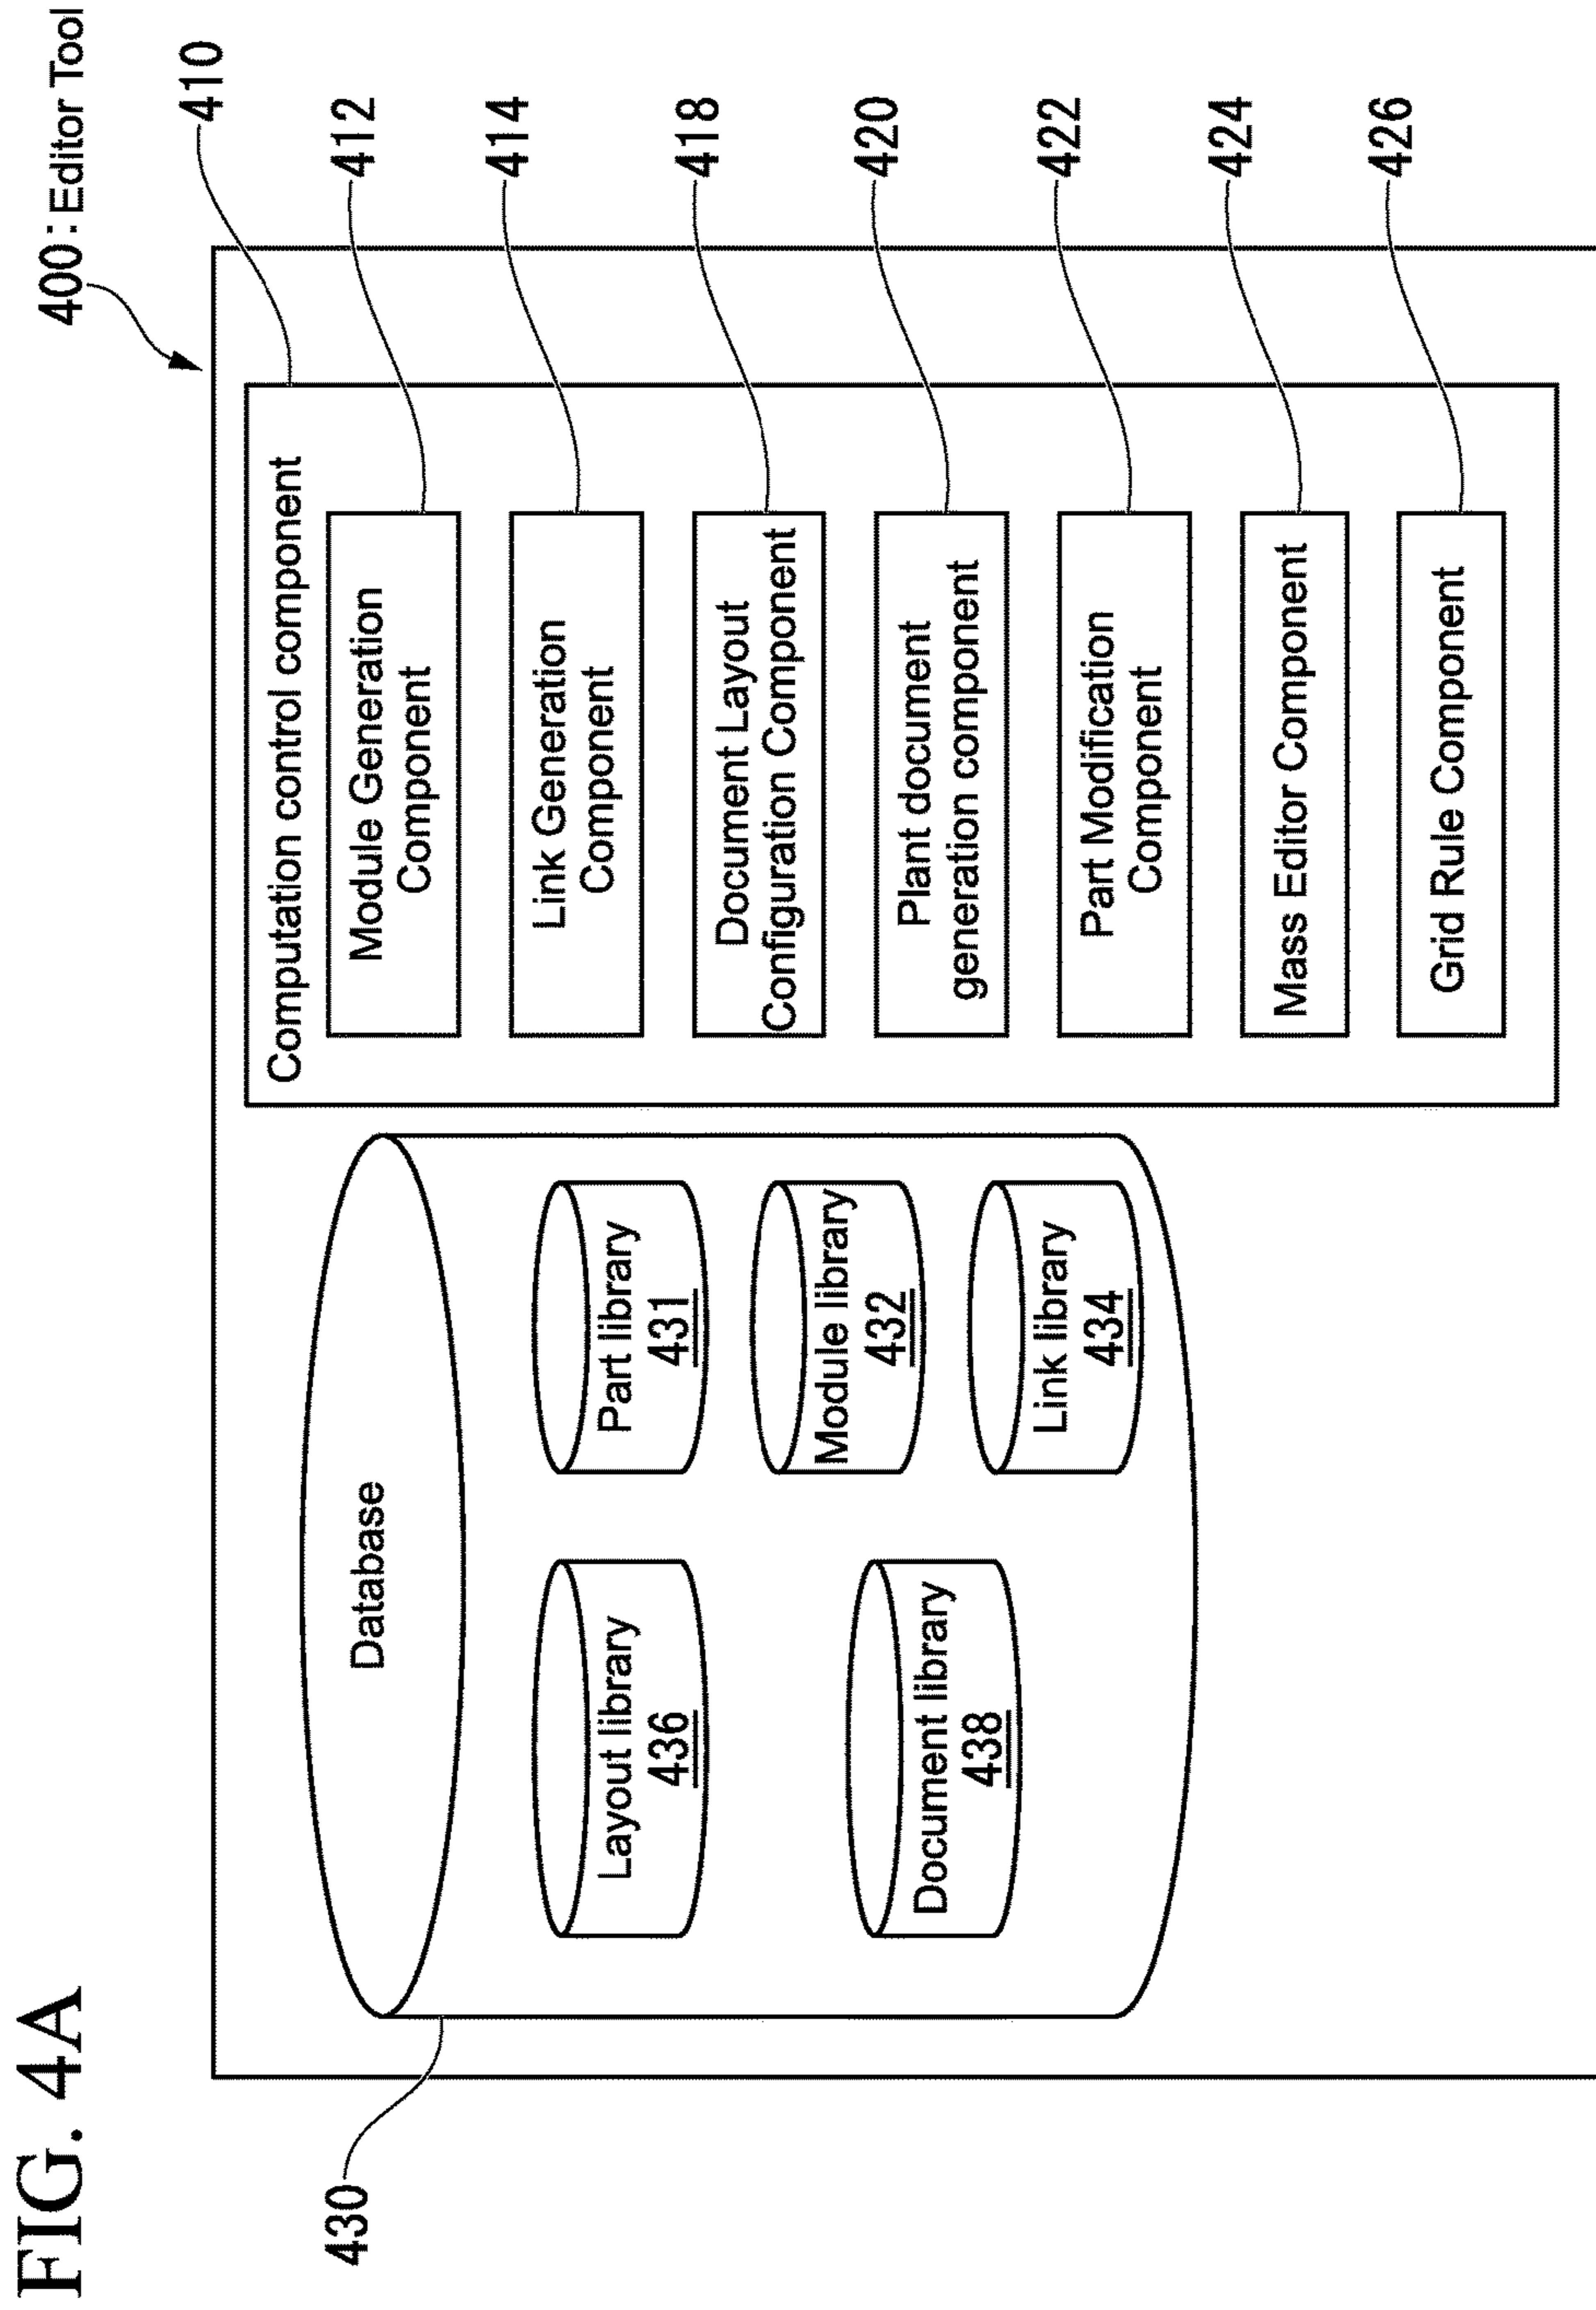 FIG. 4A
400:Editor Tool
410
430
Database
Layout library
436
Document library
438
Part library
431
Module library
432
Link library
434
Computation control component
Module Generation
Component
412
Link Generation
Component
414
Document Layout
Configuration Component
418
Plant document
generation component
420
Part Modification
Component
422
Mass Editor Component
424
Grid Rule Component
426